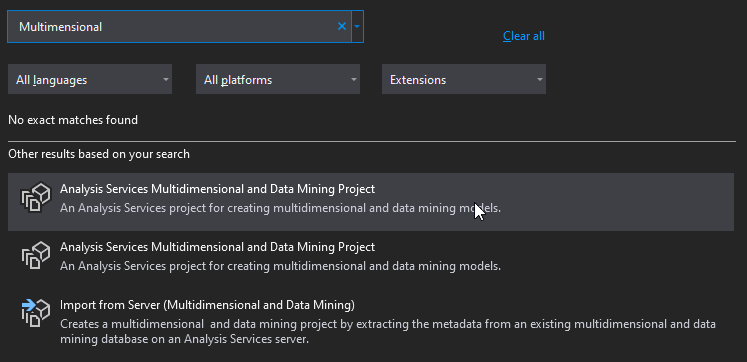 Multimensional
Clear all
All languages
All platforms
Extensions
No exact matches found
Other results based on your search
Analysis Services Multidimensional and Data Mining Project
An Analysis Services project for creating multidimensional and data mining models.
Analysis Services Multidimensional and Data Mining Project
An Analysis Services project for creating multidimensional and data mining models.
Import from Server (Multidimensional and Data Mining)
Creates a multidimensional and data mining project by extracting the metadata from an existing multidimensional and data
mining database on an Analysis Services server.